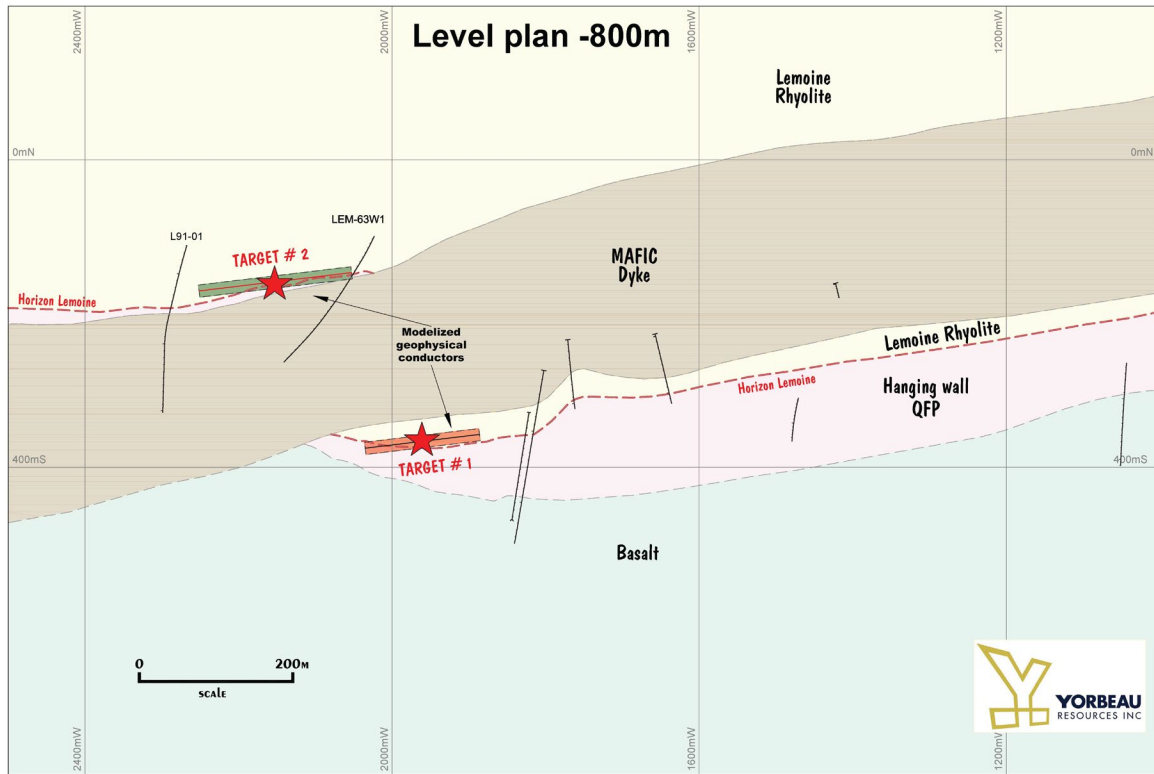 Level plan -800m
2400mW
2000mW
1600mW
1200mW
Lemoine
Rhyolite
0mN
0mN
LEM-63W1
L91-01
TARGET # 2
MAFIC
Dyke
Horizon Lemoine
Modelized
geophysical
conductors
Lemoine Rhyolite
Horizon Lemoine
Hanging wall
QFP
TARGET # 1
400mS
400mS
Basalt
0 200M
SCALE
YORBEAU
RESOURCES INC
2400mW
2000mW
1600mW
1200mW